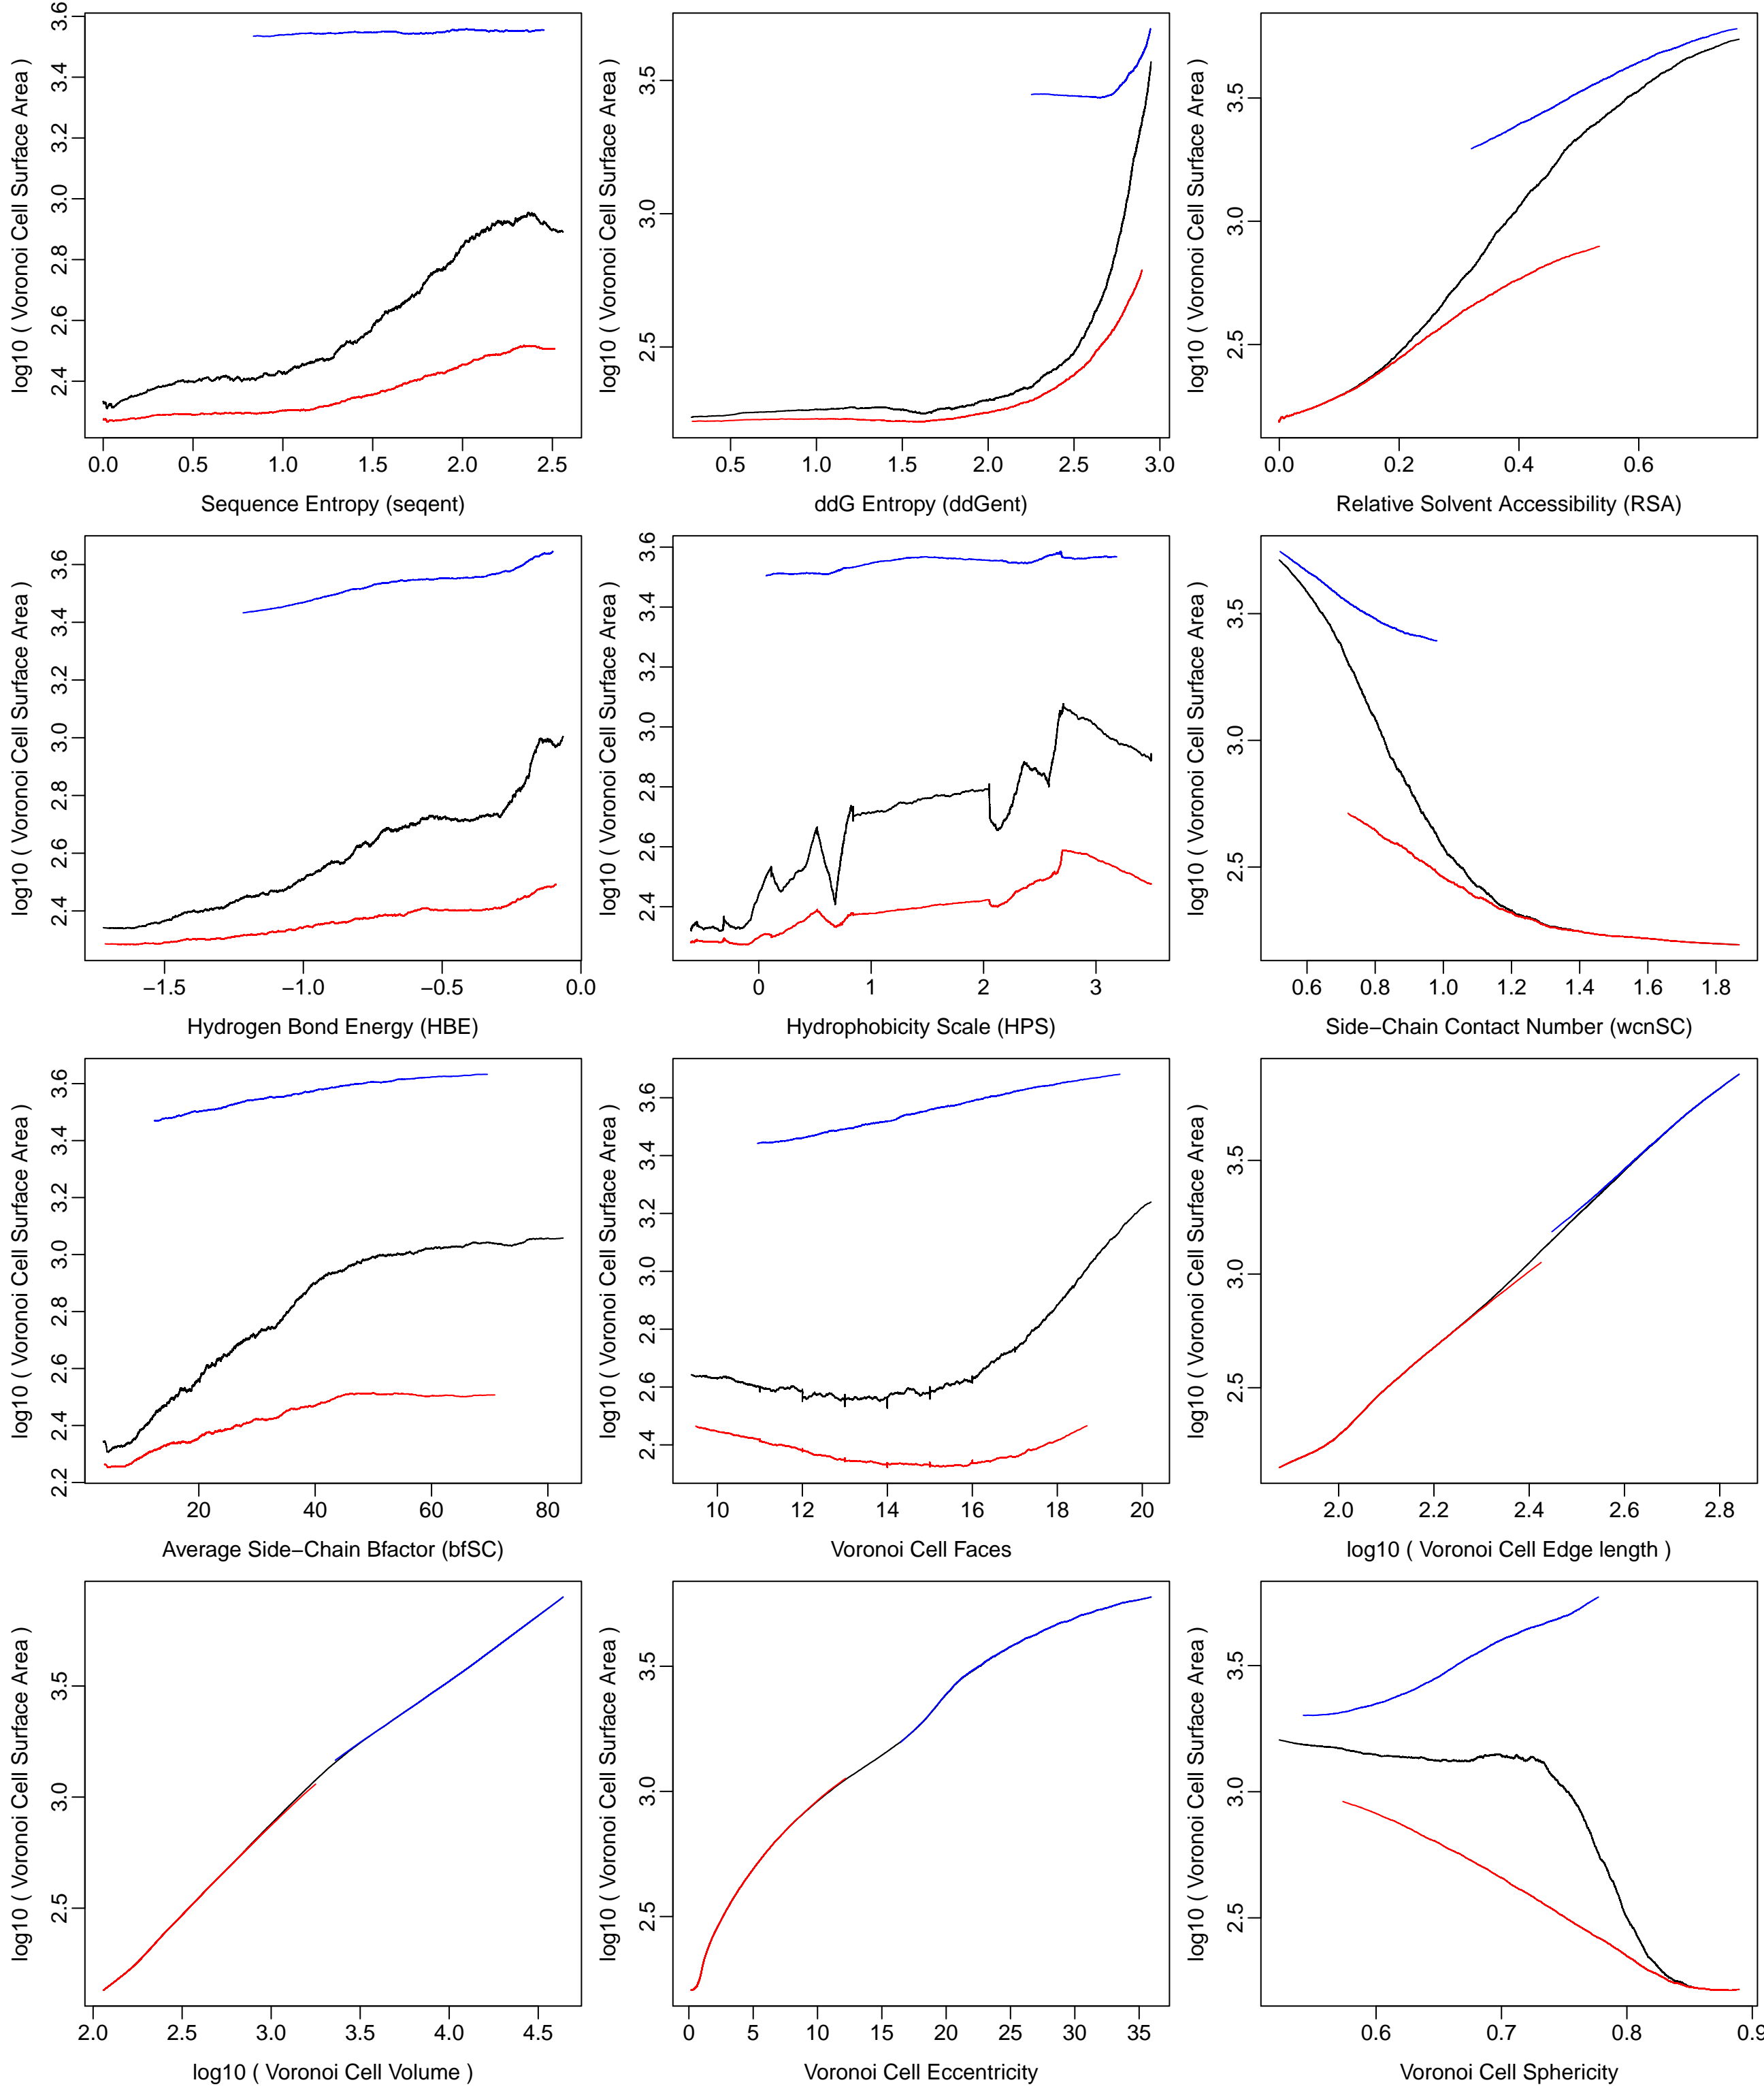 log10 ( Voronoi Cell Surface Area )
2.4 2.6 2.8 3.0 3.2 3.4 3.6
0.0 0.5 1.0 1.5 2.0 2.5
Sequence Entropy (seqent)
log10 ( Voronoi Cell Surface Area )
2.5 3.0 3.5
0.5 1.0 1.5 2.0 2.5 3.0
ddG Entropy (ddGent)
log10 ( Voronoi Cell Surface Area )
2.5 3.0 3.5
0.0 0.2 0.4 0.6
Relative Solvent Accessibility (RSA)
log10 ( Voronoi Cell Surface Area )
2.4 2.6 2.8 3.0 3.2 3.4 3.6
−1.5 −1.0 −0.5 0.0
Hydrogen Bond Energy (HBE)
log10 ( Voronoi Cell Surface Area )
2.4 2.6 2.8 3.0 3.2 3.4 3.6
0 1 2 3
Hydrophobicity Scale (HPS)
log10 ( Voronoi Cell Surface Area )
2.5 3.0 3.5
0.6 0.8 1.0 1.2 1.4 1.6 1.8
Side−Chain Contact Number (wcnSC)
log10 ( Voronoi Cell Surface Area )
2.2 2.4 2.6 2.8 3.0 3.2 3.4 3.6
20 40 60 80
Average Side−Chain Bfactor (bfSC)
log10 ( Voronoi Cell Surface Area )
2.4 2.6 2.8 3.0 3.2 3.4 3.6
10 12 14 16 18 20
Voronoi Cell Faces
log10 ( Voronoi Cell Surface Area )
2.5 3.0 3.5
2.0 2.2 2.4 2.6 2.8
log10 ( Voronoi Cell Edge length )
log10 ( Voronoi Cell Surface Area )
2.5 3.0 3.5
2.0 2.5 3.0 3.5 4.0 4.5
log10 ( Voronoi Cell Volume )
log10 ( Voronoi Cell Surface Area )
2.5 3.0 3.5
0 5 10 15 20 25 30 35
Voronoi Cell Eccentricity
log10 ( Voronoi Cell Surface Area )
2.5 3.0 3.5
0.6 0.7 0.8 0.9
Voronoi Cell Sphericity